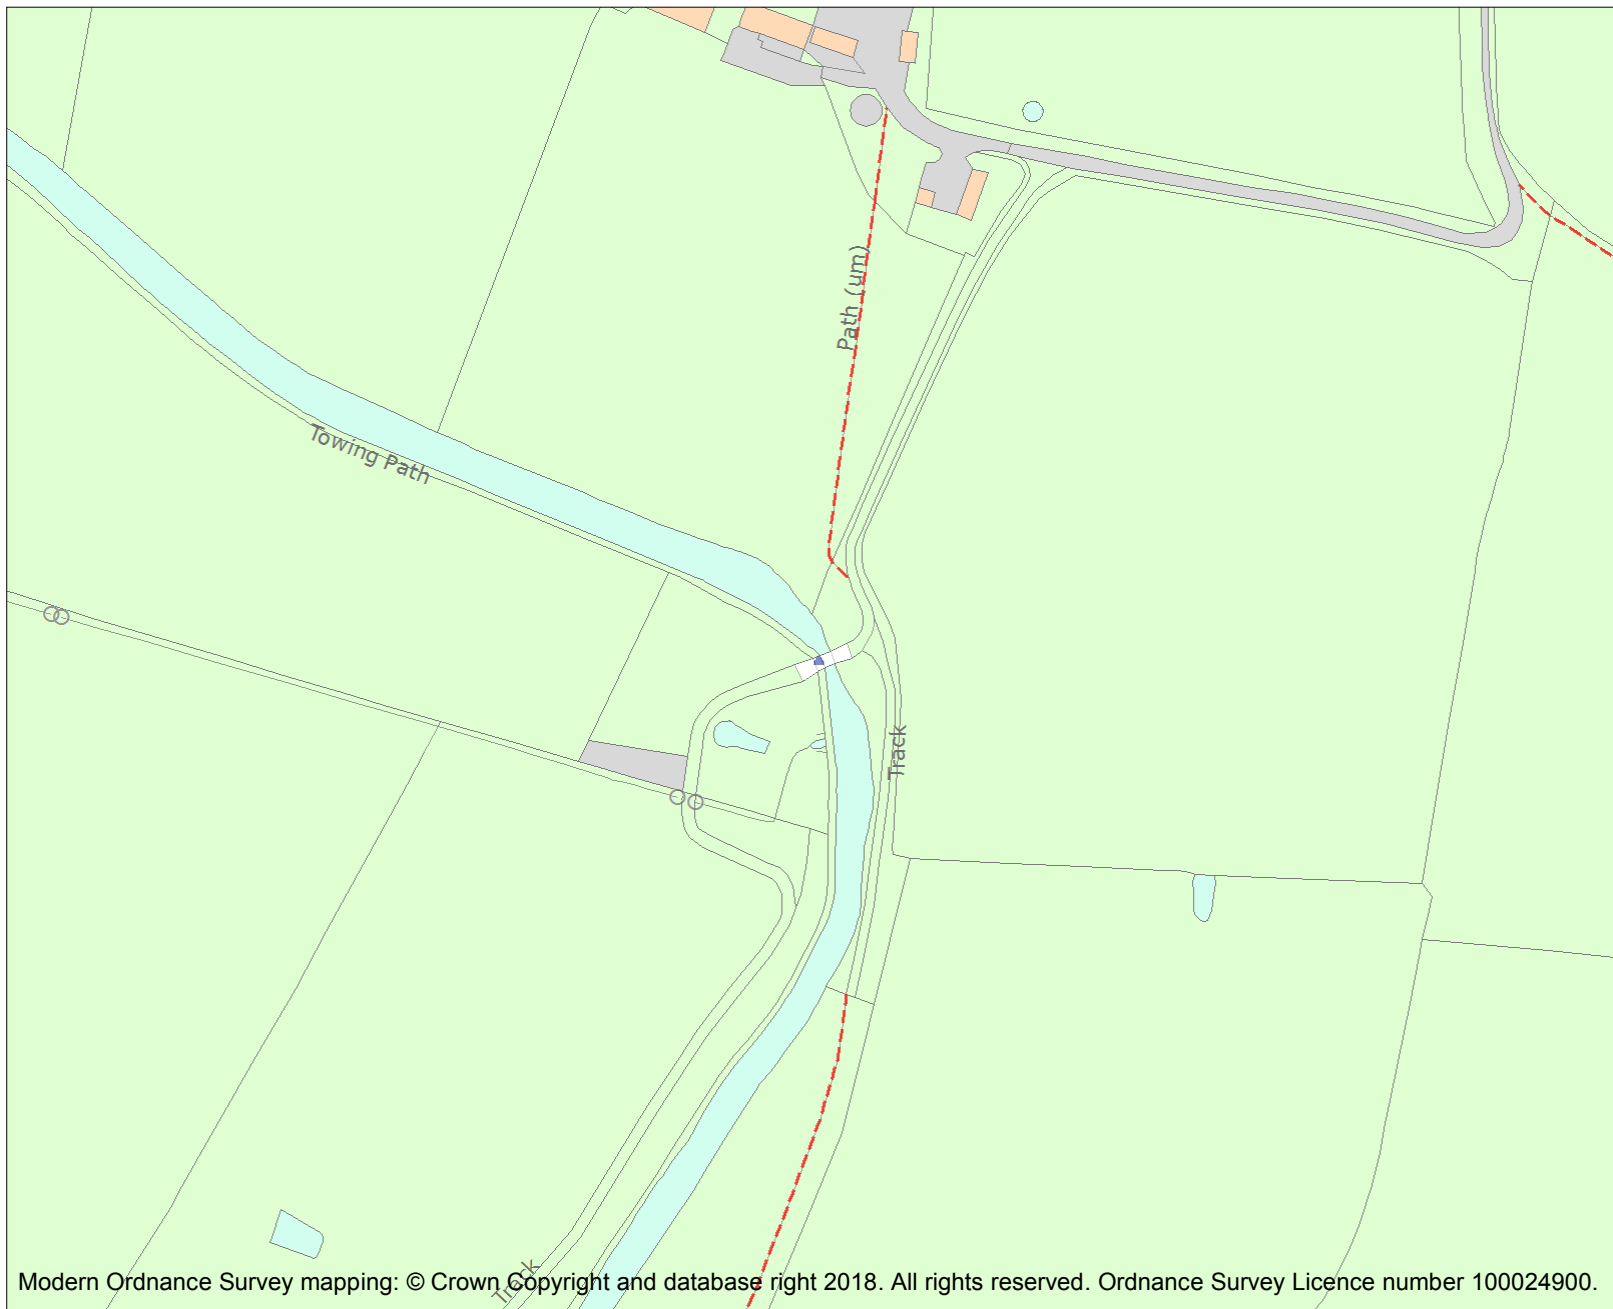 Path (um)
Towing Path
Track
Track
Modern Ordnance Survey mapping: © Crown Copyright and database right 2018. All rights reserved. Ordnance Survey Licence number 100024900.